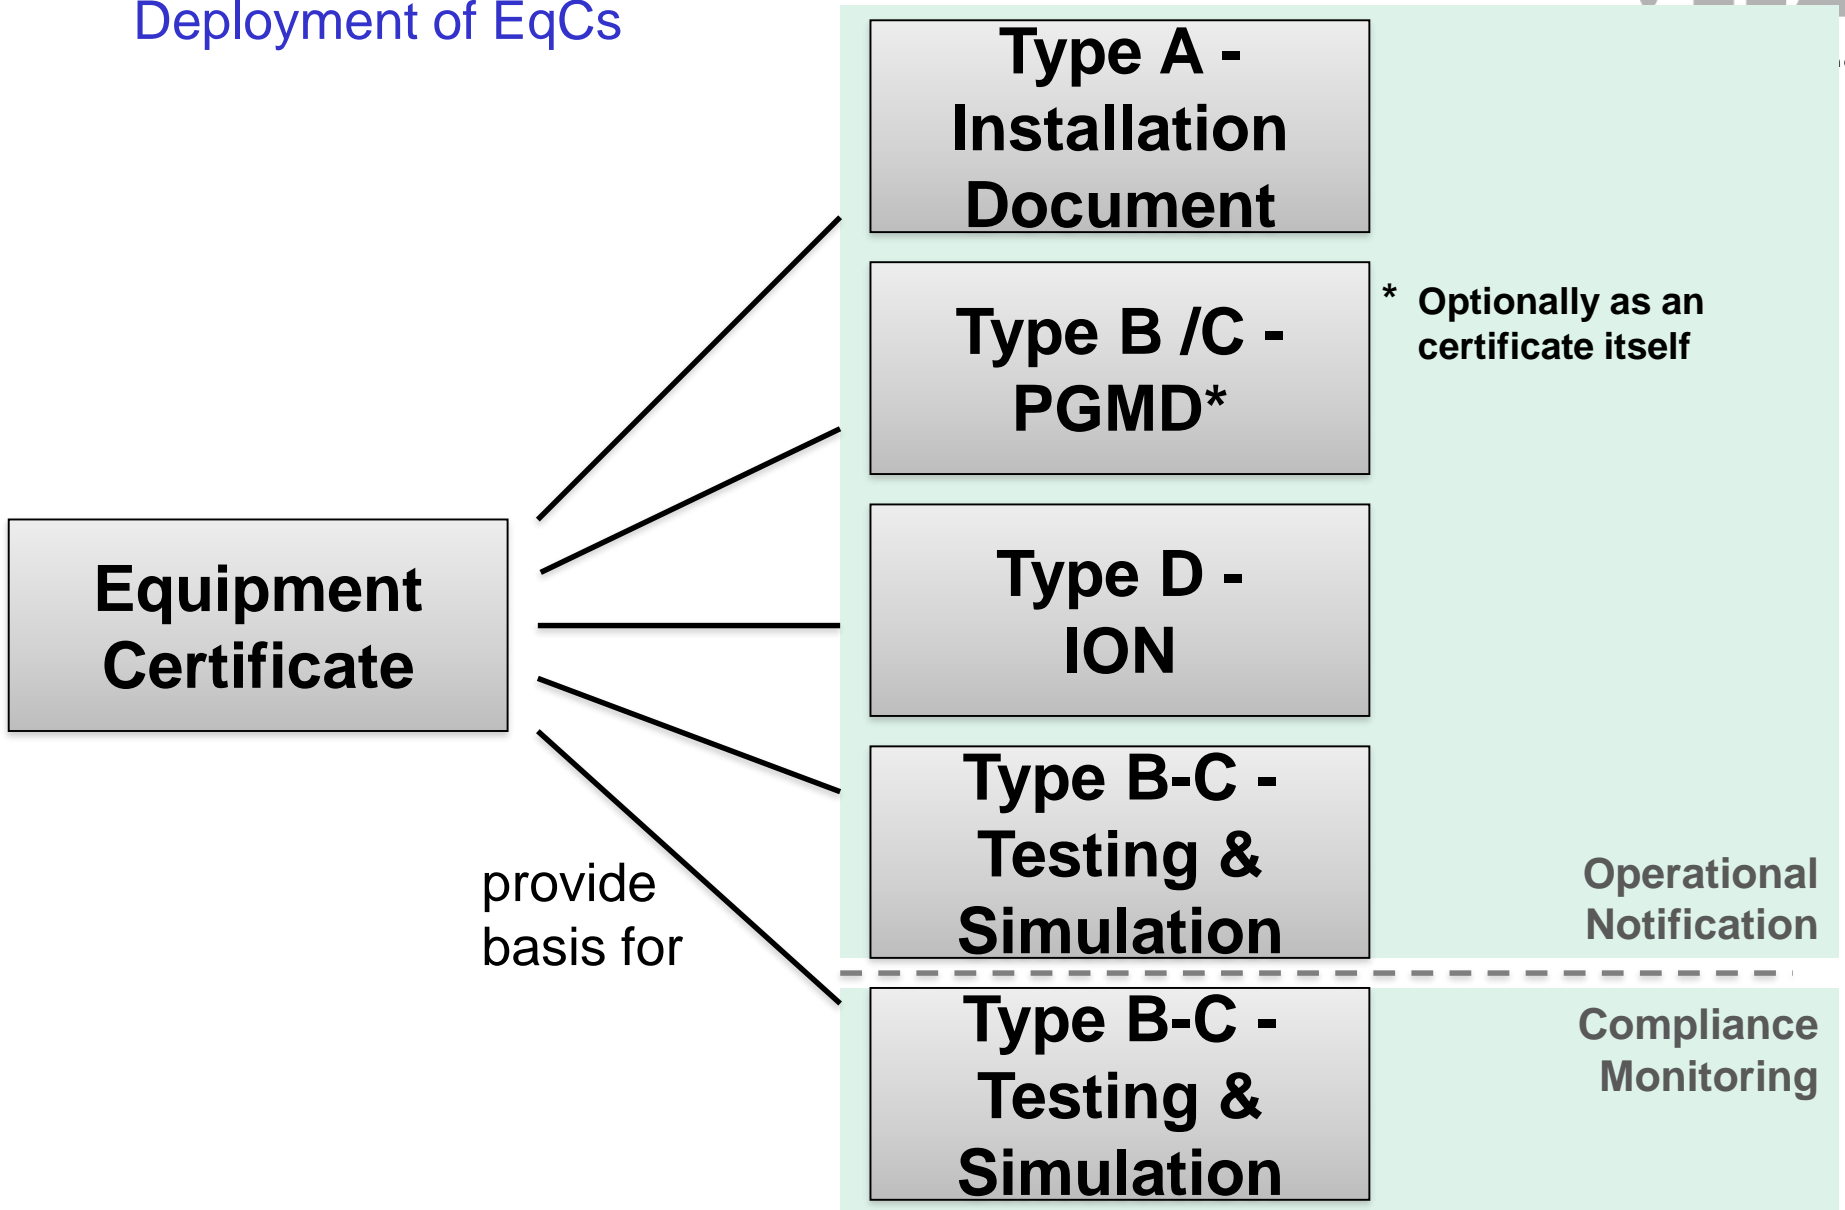 Deployment of EqCs
Type A -
Installation
Document
Type B /C -
PGMD*
* Optionally as an
certificate itself
Type D -
ION
Equipment
Certificate
Type B-C -
Testing &
Simulation
provide
basis for
Operational
Notification
Type B-C -
Testing &
Simulation
Compliance
Monitoring